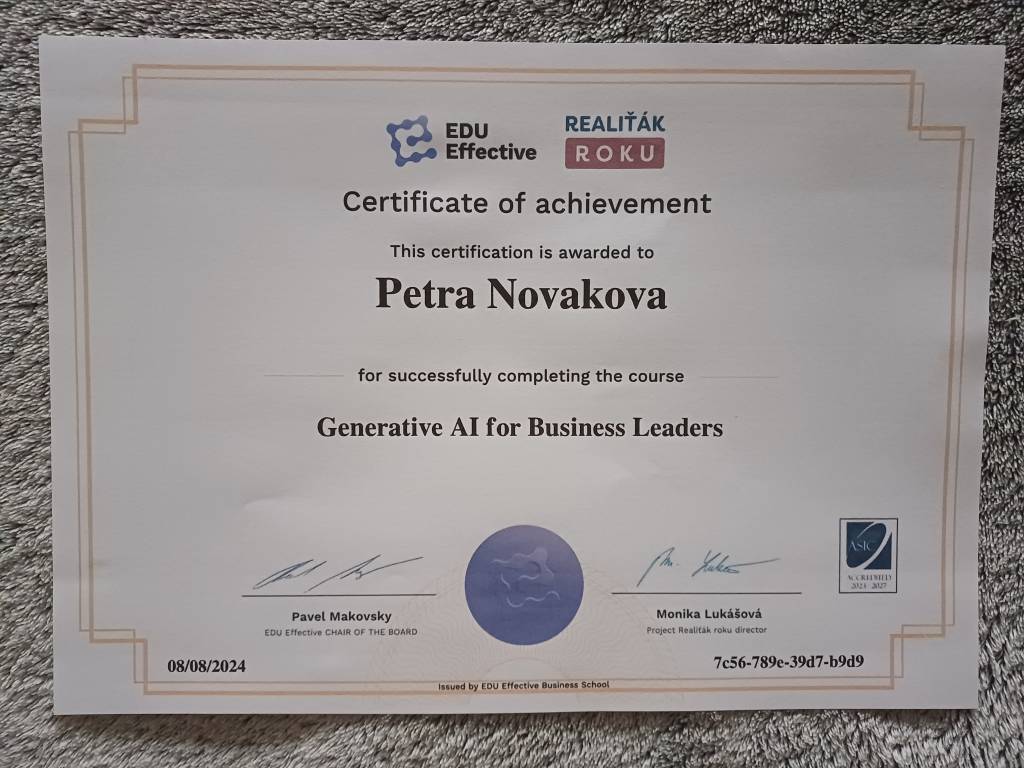 EDU
Effective
REALIŤÁK
ROKU
Certificate of achievement
This certification is awarded to
Petra Novakova
for successfully completing the course
Generative AI for Business Leaders
Pavel Makovsky
EDU Effective CHAIR OF THE BOARD
Monika Lukášová
Project Realiťák roku director
ASIC
ACCREDITED
08/08/2024
7c56-789e-39d7-b9d9
Issued by EDU Effective Business School